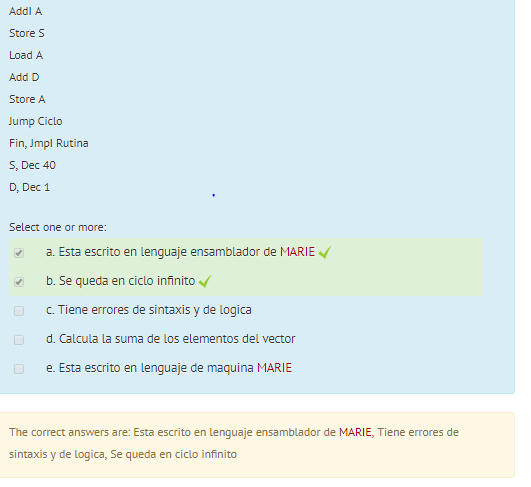 AddI A
Store S
Load A
Add D
Store A
Jump Ciclo
Fin, JmpI Rutina
S, Dec 40
D, Dec 1
Select one or more:
a. Esta escrito en lenguaje ensamblador de MARIE
b. Se queda en ciclo infinito
c. Tiene errores de sintaxis y de logica
d. Calcula la suma de los elementos del vector
e. Esta escrito en lenguaje de maquina MARIE
The correct answers are: Esta escrito en lenguaje ensamblador de MARIE, Tiene errores de
sintaxis y de logica, Se queda en ciclo infinito